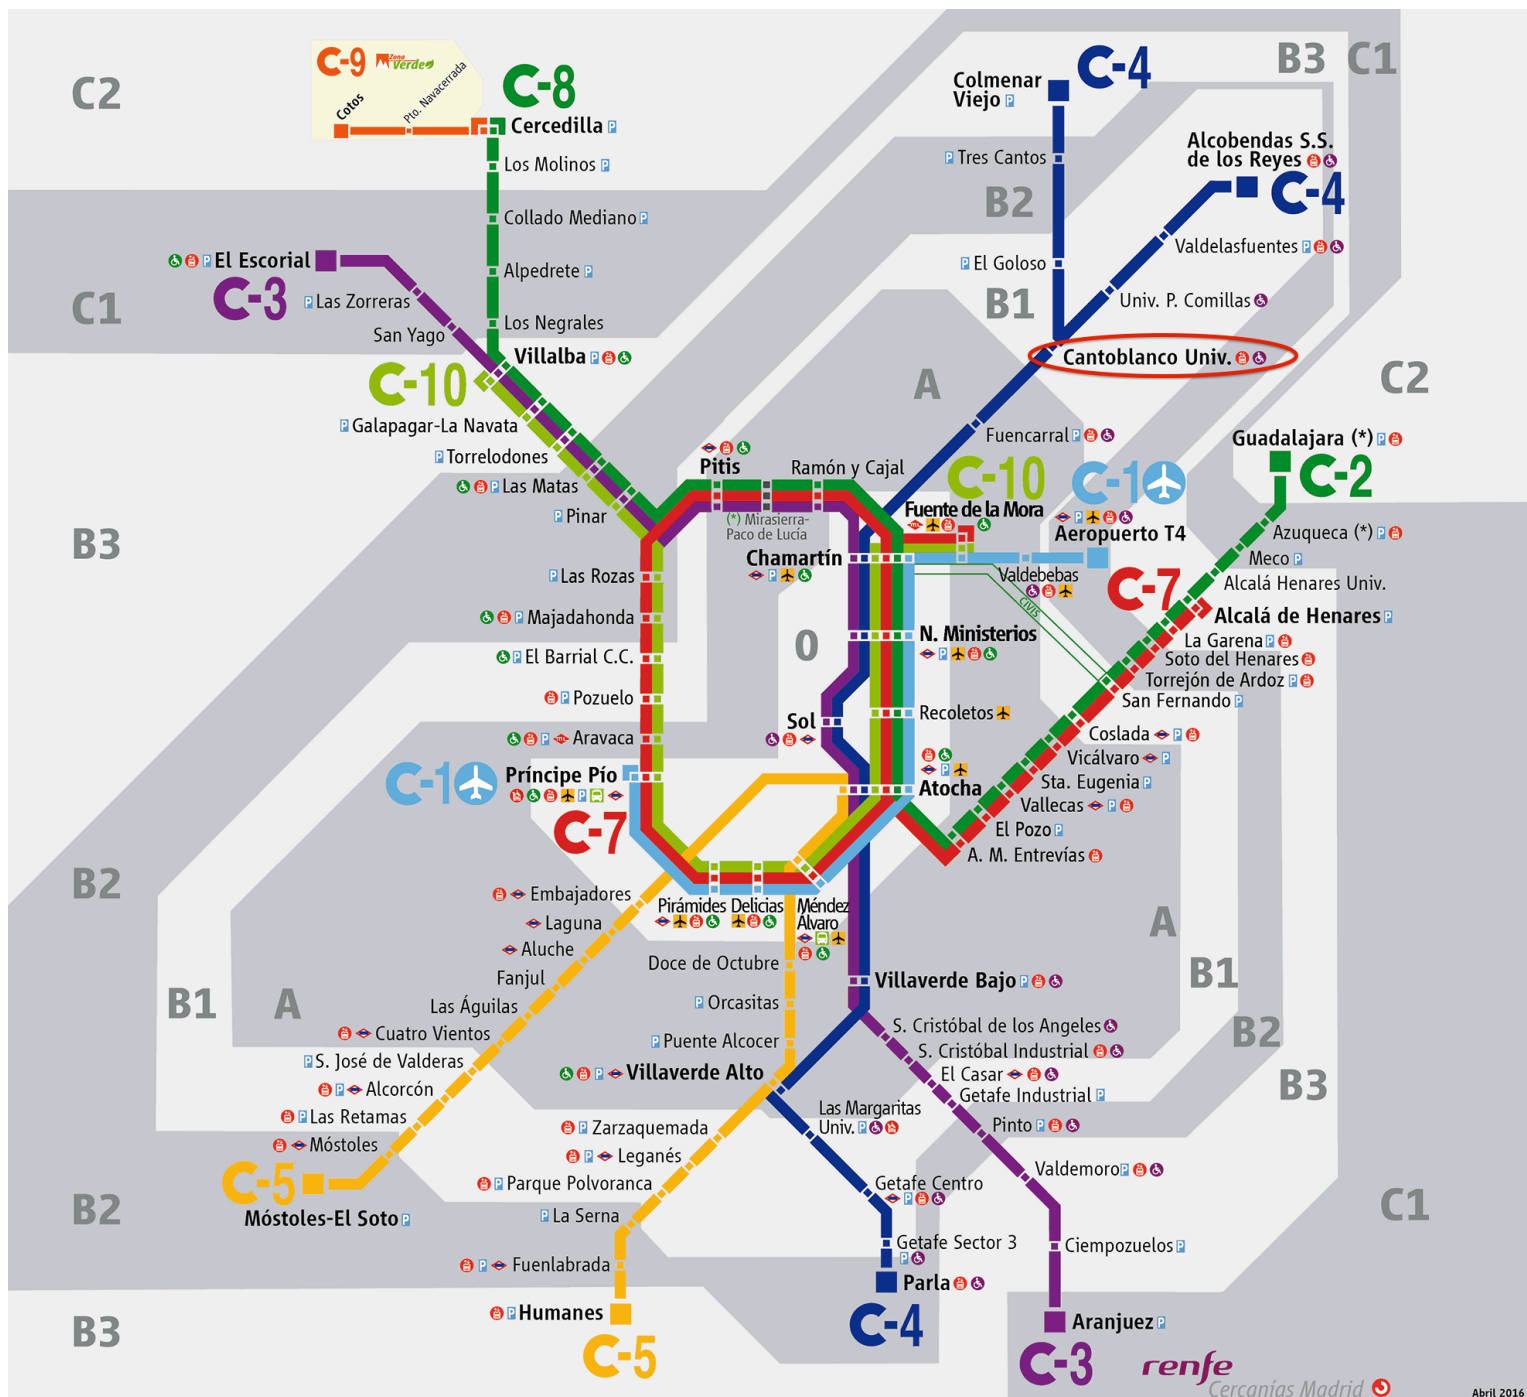 C-9
Zona
Verde
Cotos
Pto. Navacerrada
C-8
Cercedilla P
Los Molinos P
Collado Mediano P
Alpedrete P
Los Negrales
Villalba P
C2
C1
B3
B2
B1
A
B2
B3
El Escorial
C-3
P Las Zorreras
San Yago
C-10
P Galapagar-La Navata
P Torrelodones
P Las Matas
P Pinar
P Las Rozas
P Majadahonda
P El Barrial C.C.
P Pozuelo
P Aravaca
C-1
Príncipe Pío
C-7
Pitis
Ramón y Cajal
(*) Mirasierra-
Paco de Lucía
Chamartín
0
Sol
Colmenar
Viejo P
C-4
P Tres Cantos
P El Goloso
B3
C1
B2
B1
A
C2
Alcobendas S.S.
de los Reyes
C-4
Valdelasfuentes P
Univ. P. Comillas
Cantoblanco Univ.
Fuencarral P
C-10
C-1
Fuente de la Mora
Aeropuerto T4
Valdebebas
CIVIS
N. Ministerios
Recoletos
Atocha
Guadalajara (*) P
C-2
Azuqueca (*) P
Meco P
Alcalá Henares Univ.
C-7
Alcalá de Henares P
La Garena P
Soto del Henares
Torrejón de Ardoz P
San Fernando P
Coslada P
Vicálvaro P
Sta. Eugenia P
Vallecas P
El Pozo P
A. M. Entrevías
Embajadores
Laguna
Aluche
Fanjul
Las Águilas
Cuatro Vientos
P S. José de Valderas
P Alcorcón
P Las Retamas
Móstoles
C-5
Móstoles-El Soto P
Pirámides
Delicias
Méndez
Álvaro
Doce de Octubre
P Orcasitas
P Puente Alcocer
P Villaverde Alto
P Zarzaquemada
P Leganés
P Parque Polvoranca
P La Serna
P Fuenlabrada
P Humanes
C-5
Villaverde Bajo P
S. Cristóbal de los Angeles
S. Cristóbal Industrial
El Casar
Getafe Industrial P
Pinto P
Valdemoro P
Ciempozuelos P
Aranjuez P
C-3
Las Margaritas
Univ. P
Getafe Centro
P
Getafe Sector 3
P
Parla
C-4
A
B1
B2
B3
C1
renfe
Cercanías Madrid
Abril 2016